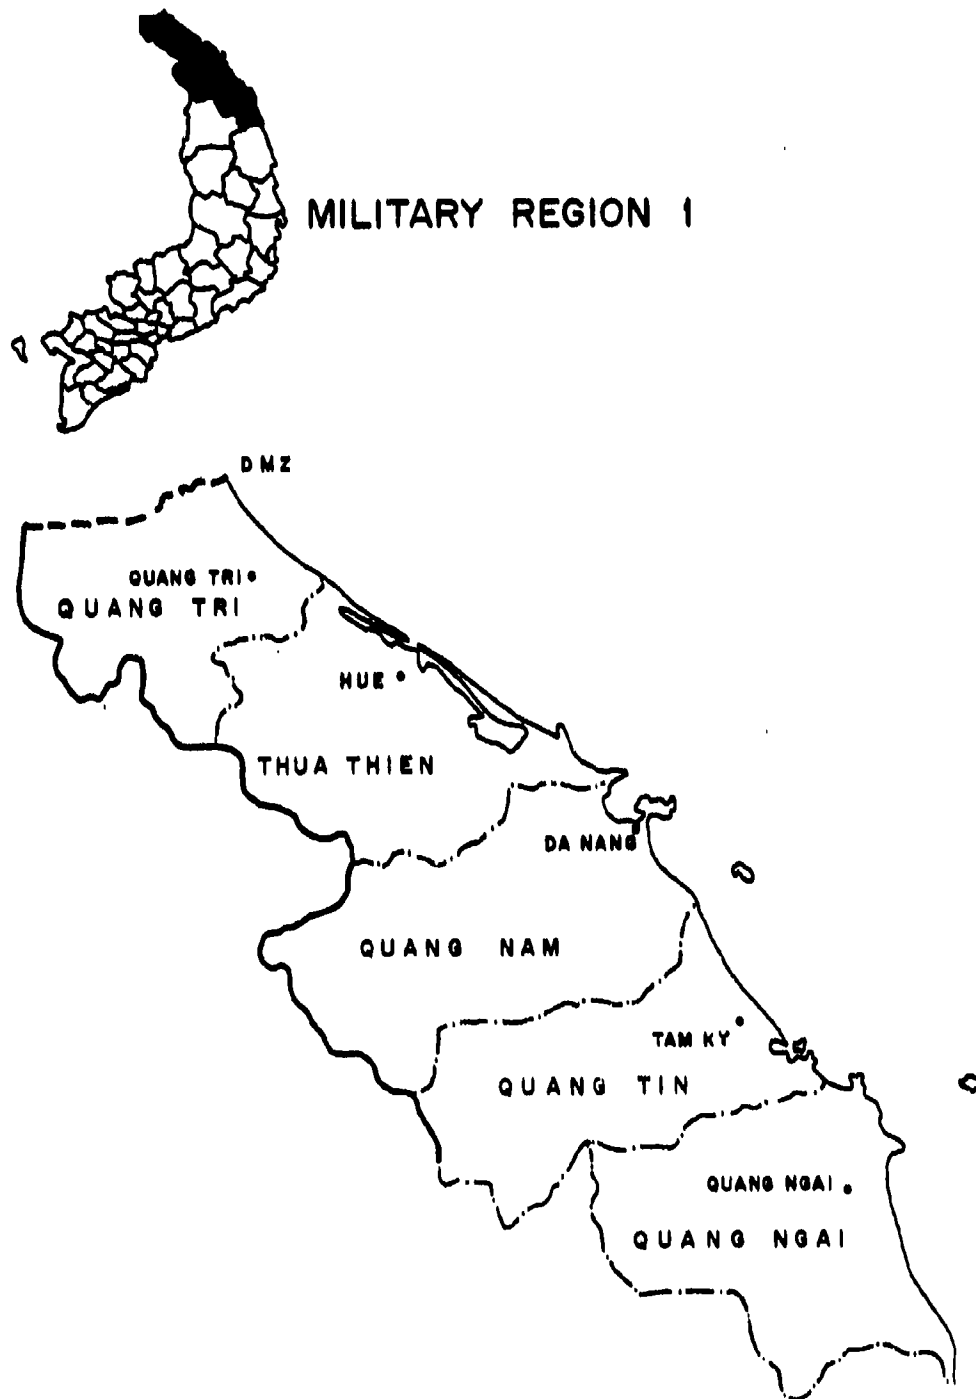 MILITARY REGION 1
DMZ
QUANG TRI
QUANG TRI
HUE
THUA THIEN
DA NANG
QUANG NAM
TAM KY
QUANG TIN
QUANG NGAI
QUANG NGAI